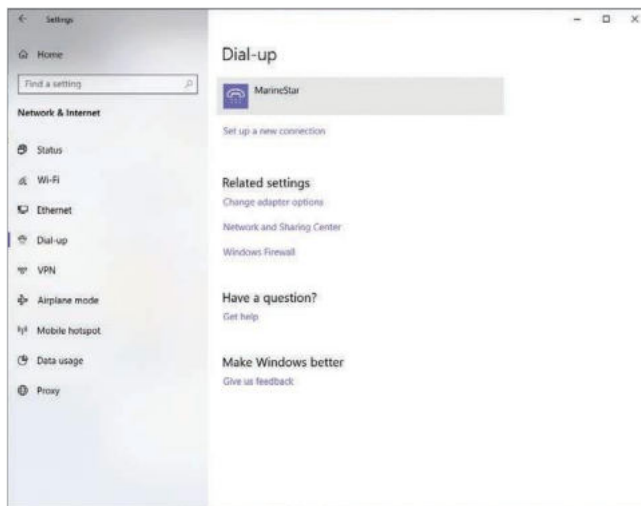 Settings
Home
Find a setting
Network & Internet
Status
Wi-Fi
Ethernet
Dial-up
VPN
Airplane mode
Mobile hotspot
Data usage
Proxy
Dial-up
MarineStar
Set up a new connection
Related settings
Change adapter options
Network and Sharing Center
Windows Firewall
Have a question?
Get help
Make Windows better
Give us feedback